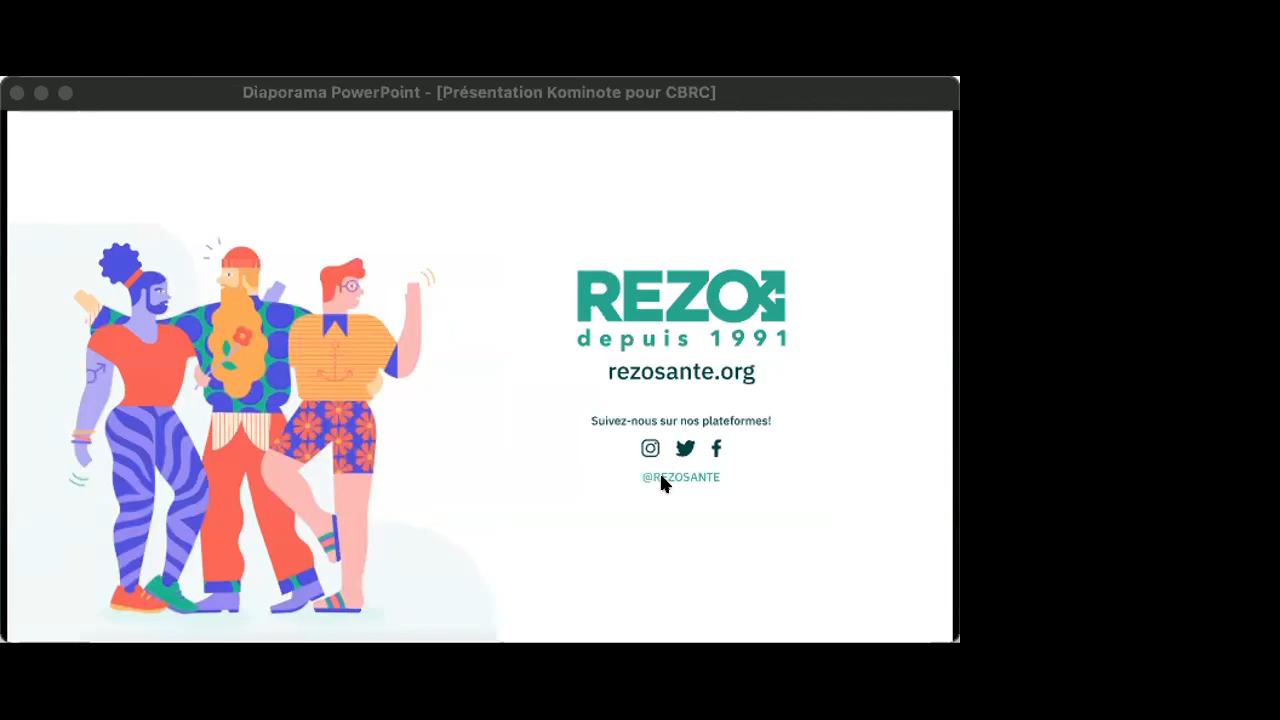 Diaporama PowerPoint - [Présentation Kominote pour CBRC]
REZO
depuis 1991
rezosante.org
Suivez-nous sur nos plateformes!
@REZOSANTE